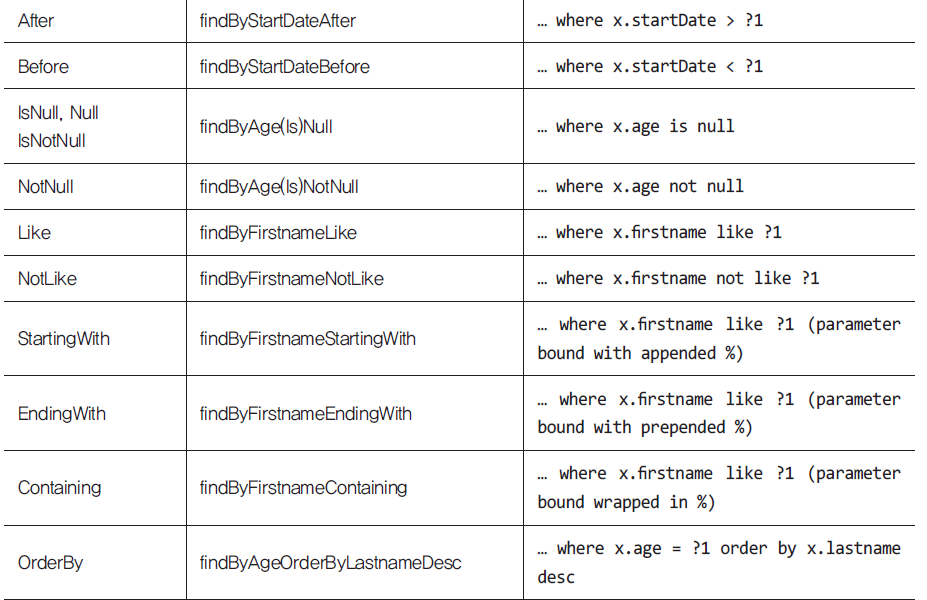 After findByStartDateAfter … where x.startDate > ?1
Before findByStartDateBefore … where x.startDate < ?1
IsNull, Null
IsNotNull
findByAge(Is)Null … where x.age is null
NotNull findByAge(Is)NotNull … where x.age not null
Like findByFirstnameLike … where x.firstname like ?1
NotLike findByFirstnameNotLike … where x.firstname not like ?1
StartingWith findByFirstnameStartingWith … where x.firstname like ?1 (parameter
bound with appended %)
EndingWith findByFirstnameEndingWith … where x.firstname like ?1 (parameter
bound with prepended %)
Containing findByFirstnameContaining … where x.firstname like ?1 (parameter
bound wrapped in %)
OrderBy findByAgeOrderByLastnameDesc … where x.age = ?1 order by x.lastname
desc